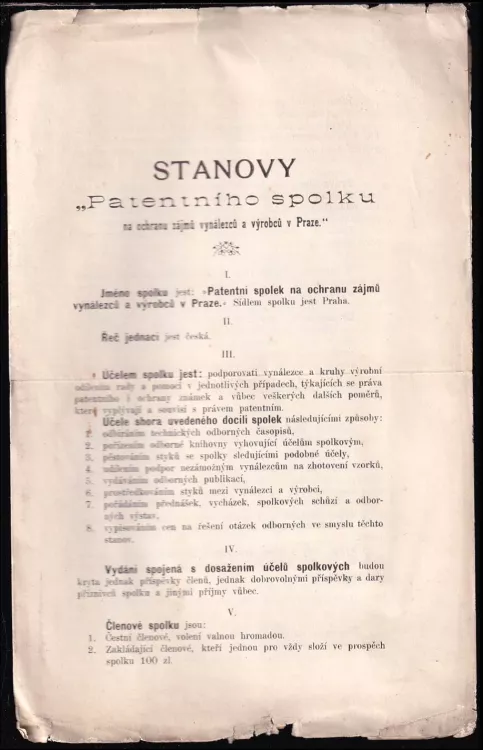 STANOVY
„Patentního spolku
na ochranu zájmů vynálezců a výrobců v Praze.“
I.
Jméno spolku jest: »Patentní spolek na ochranu zájmů
vynálezců a výrobců v Praze.« Sídlem spolku jest Praha.
II.
Řeč jednací jest česká.
III.
Účelem spolku jest: podporovati vynálezce a kruhy výrobní
udílením rady a pomoci v jednotlivých případech, týkajících se práva
patentního i ochrany známek a vůbec veškerých dalších poměrů,
které vyplývají a souvisí s právem patentním.
Účele shora uvedeného docílí spolek následujícími způsoby:
1. odbíráním technických odborných časopisů,
2. pořízením odborné knihovny vyhovující účelům spolkovým,
3. pěstováním styků se spolky sledujícími podobné účely,
4. udílením podpor nezámožným vynálezcům na zhotovení vzorků,
5. vydáváním odborných publikací,
6. prostředkováním styků mezi vynálezci a výrobci,
7. pořádáním přednášek, vycházek, spolkových schůzí a odbor-
ných výstav,
8. vypisováním cen na řešení otázek odborných ve smyslu těchto
stanov.
IV.
Vydání spojená s dosažením účelů spolkových budou
kryta jednak příspěvky členů, jednak dobrovolnými příspěvky a dary
příznivců spolku a jinými příjmy vůbec.
V.
Členové spolku jsou:
1. Čestní členové, volení valnou hromadou.
2. Zakládající členové, kteří jednou pro vždy složí ve prospěch
spolku 100 zl.